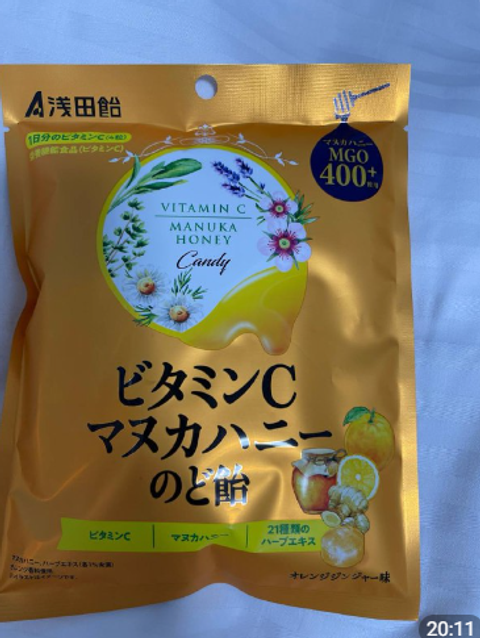 浅田飴
1日分のビタミンC(4粒)
栄養機能食品(ビタミンC)
マヌカハニー
MGO
400+
VITAMIN C
MANUKA
HONEY
Candy
ビタミンC
マヌカハニー
のど飴
ビタミンC
マヌカハニー
21種類の
ハーブエキス
オレンジジンジャー味
20:11